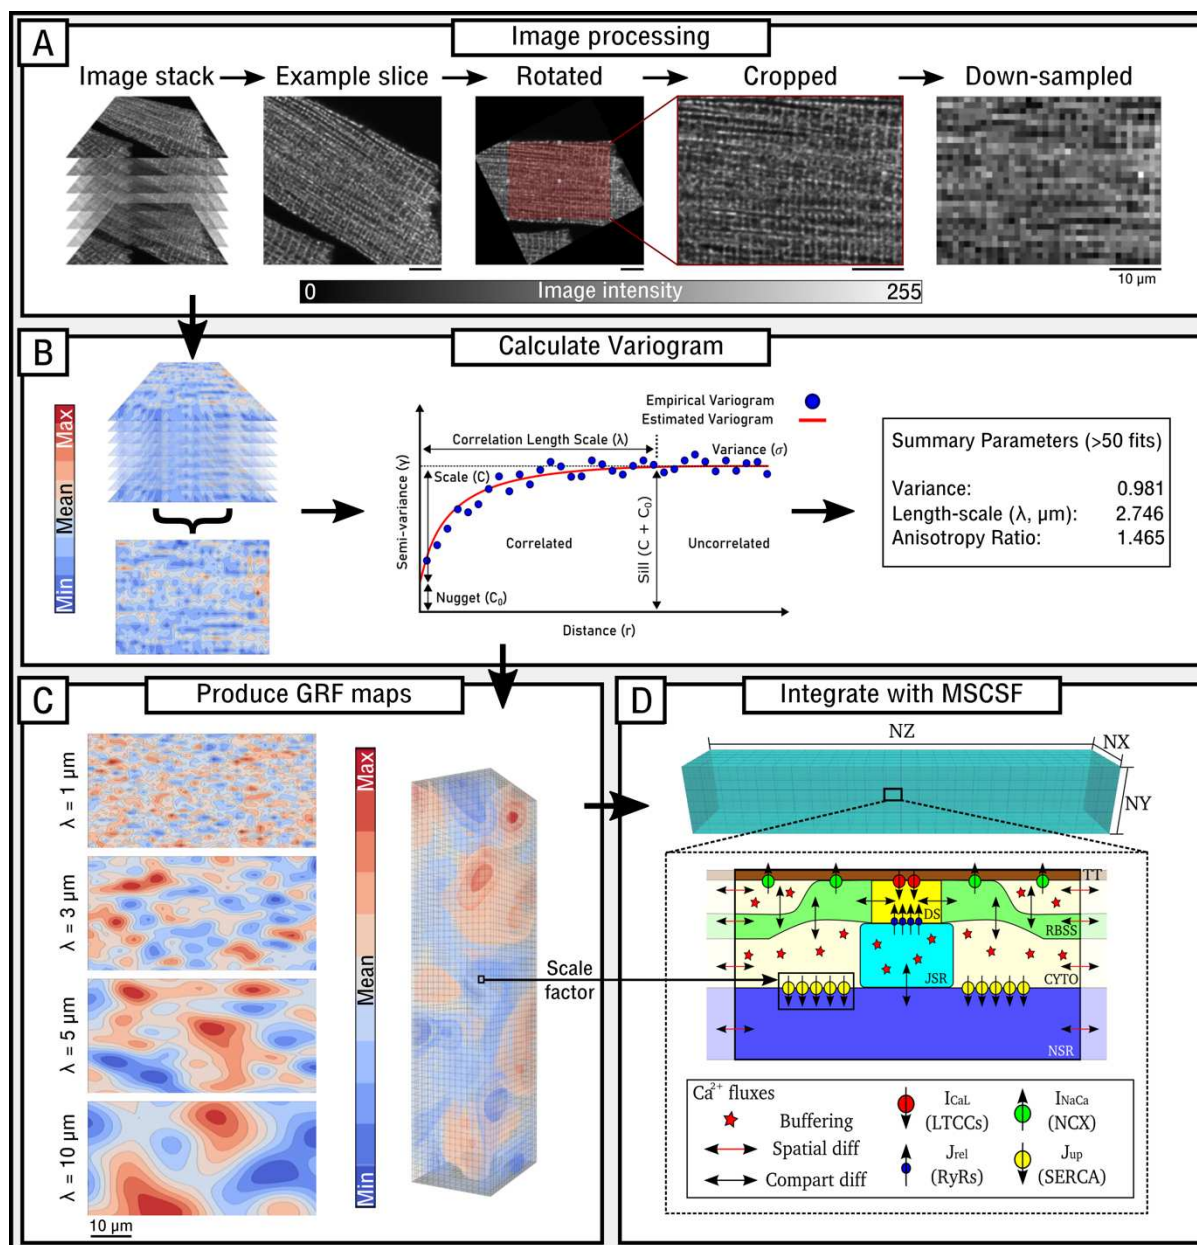 A
Image processing
Image stack
Example slice
Rotated
Cropped
Down-sampled
0
Image intensity
255
10 µm
B
Calculate Variogram
Max
Mean
Min
Empirical Variogram
Estimated Variogram
Correlation Length Scale (λ)
Variance (σ)
Scale (C)
Semi-variance (γ)
Correlated
Sill (C + C₀)
Uncorrelated
Nugget (C₀)
Distance (r)
Summary Parameters (>50 fits)
Variance: 0.981
Length-scale (λ, µm): 2.746
Anisotropy Ratio: 1.465
C
Produce GRF maps
λ = 1 µm
λ = 3 µm
λ = 5 µm
λ = 10 µm
10 µm
Max
Mean
Min
Scale
factor
D
Integrate with MSCSF
NZ
NX
NY
TT
DS
RBSS
JSR
CYTO
NSR
Ca²⁺ fluxes
Buffering
Spatial diff
Compart diff
ICaL
(LTCCs)
INaCa
(NCX)
Jrel
(RyRs)
Jup
(SERCA)